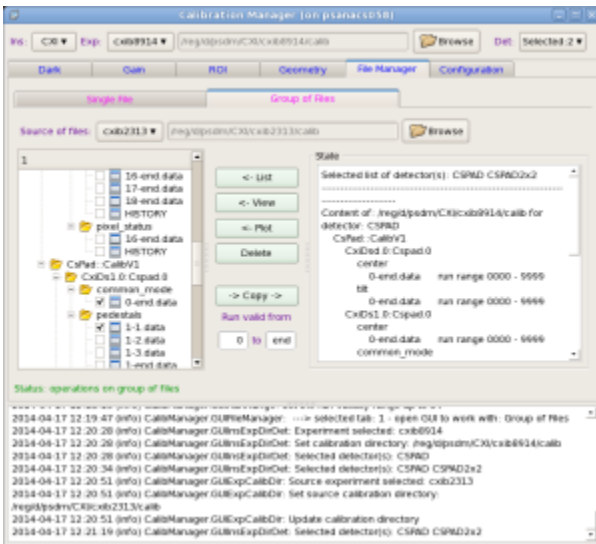 Calibration Manager (on psanacs058)
Ins: CXI Exp: cxib8914 /reg/d/psdm/CXI/cxib8914/calib Browse Det: Selected:2
Dark Gain ROI Geometry File Manager Configuration
Single File Group of Files
Source of files: cxib2313 /reg/d/psdm/CXI/cxib2313/calib Browse
1
16-end.data
17-end.data
18-end.data
HISTORY
pixel_status
16-end.data
HISTORY
CsPad::CalibV1
CxiDs1.0:Cspad.0
common_mode
0-end.data
pedestals
1-1.data
1-2.data
1-3.data
1-end.data
<- List
<- View
<- Plot
Delete
-> Copy ->
Run valid from
0 to end
State
Selected list of detector(s): CSPAD CSPAD2x2
Content of: /reg/d/psdm/CXI/cxib8914/calib for
detector: CSPAD
CsPad::CalibV1
CxiDsd.0:Cspad.0
center
0-end.data run range 0000 - 9999
tilt
0-end.data run range 0000 - 9999
CxiDs1.0:Cspad.0
center
0-end.data run range 0000 - 9999
common_mode
Status: operations on group of files
2014-04-17 12:19:47 (info) CalibManager.GUIFileManager: ---> selected tab: 1 - open GUI to work with: Group of Files
2014-04-17 12:20:28 (info) CalibManager.GUIInsExpDirDet: Experiment selected: cxib8914
2014-04-17 12:20:28 (info) CalibManager.GUIInsExpDirDet: Set calibration directory: /reg/d/psdm/CXI/cxib8914/calib
2014-04-17 12:20:28 (info) CalibManager.GUIInsExpDirDet: Selected detector(s): CSPAD
2014-04-17 12:20:34 (info) CalibManager.GUIInsExpDirDet: Selected detector(s): CSPAD CSPAD2x2
2014-04-17 12:20:51 (info) CalibManager.GUIExpCalibDir: Source experiment selected: cxib2313
2014-04-17 12:20:51 (info) CalibManager.GUIExpCalibDir: Set source calibration directory:
/reg/d/psdm/CXI/cxib2313/calib
2014-04-17 12:20:51 (info) CalibManager.GUIExpCalibDir: Update calibration directory
2014-04-17 12:21:19 (info) CalibManager.GUIInsExpDirDet: Selected detector(s): CSPAD CSPAD2x2